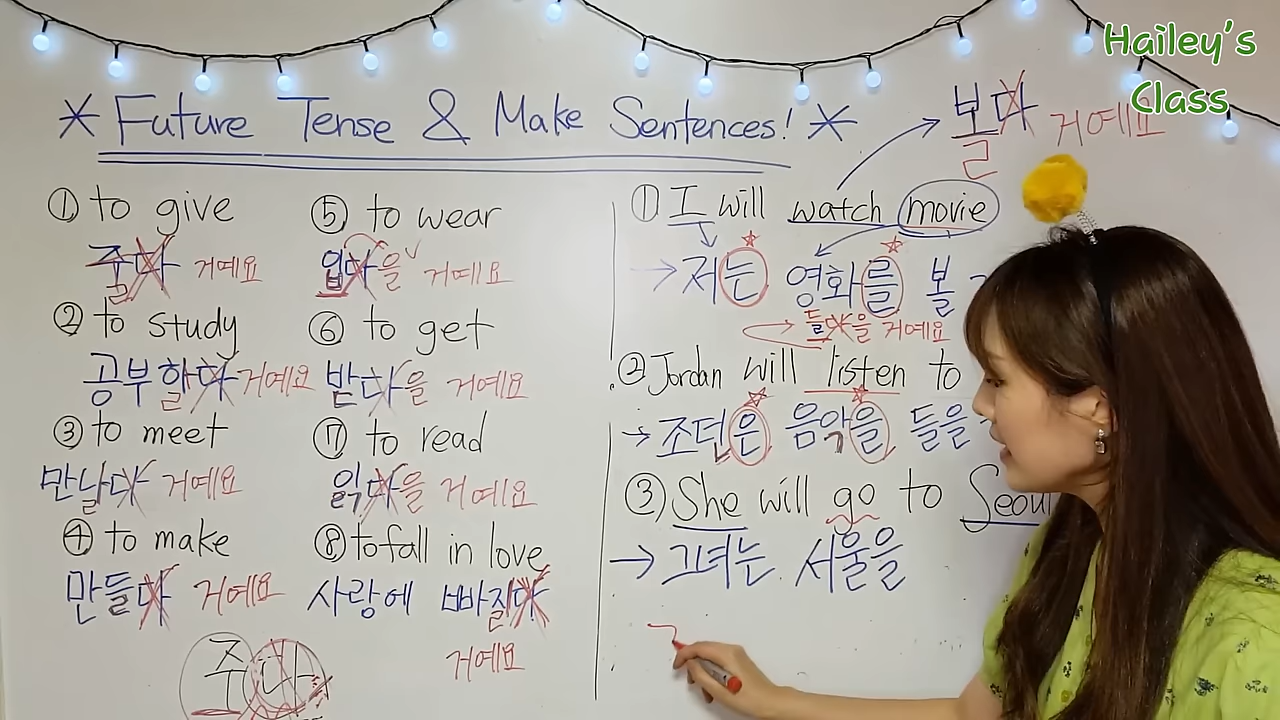 Hailey's
Class
* Future Tense & Make Sentences! *
보다 거예요
ㄹ
① to give
줄다 거예요
② to study
공부할다 거예요
③ to meet
만날다 거예요
④ to make
만들다 거예요
주다
⑤ to wear
입다을 거예요
⑥ to get
받다을 거예요
⑦ to read
읽다을 거예요
⑧ to fall in love
사랑에 빠질다
거예요
① I will watch movie
→ 저는 영화를 볼
→ 들다을 거예요
② Jordan will listen to
→ 조던은 음악을 들을
③ She will go to Seoul
→ 그녀는 서울을